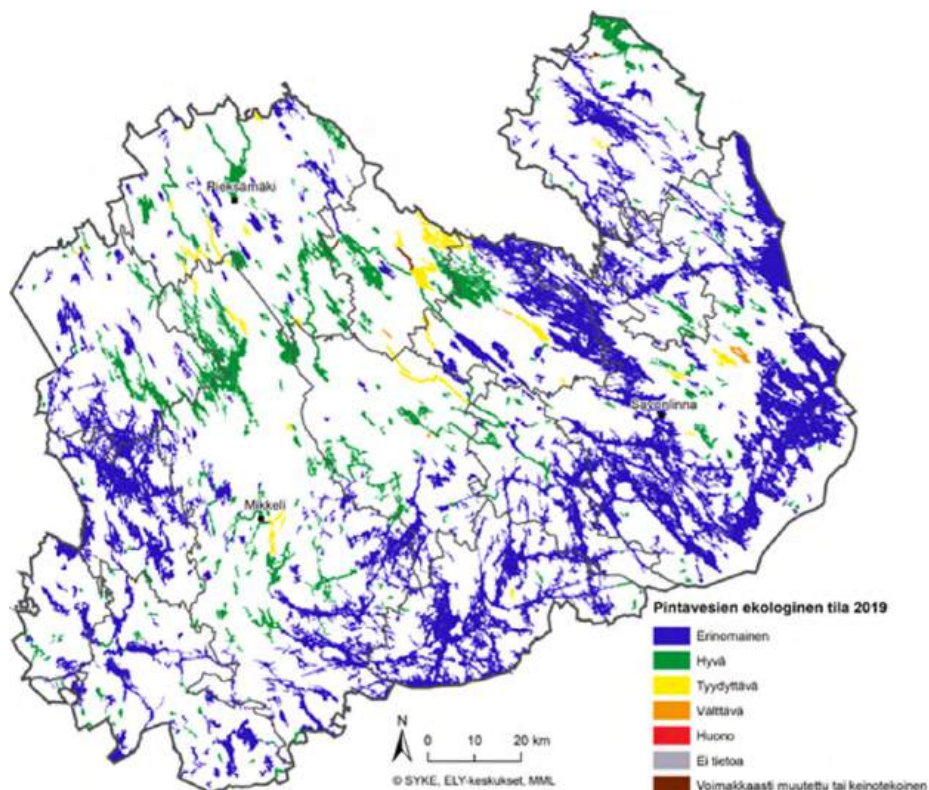 Pieksämäki
Savonlinna
Mikkeli
Pintavesien ekologinen tila 2019
Erinomainen
Hyvä
Tyydyttävä
Välttävä
Huono
Ei tietoa
Voimakkaasti muutettu tai keinotekoinen
N
0 10 20 km
© SYKE, ELY-keskukset, MML